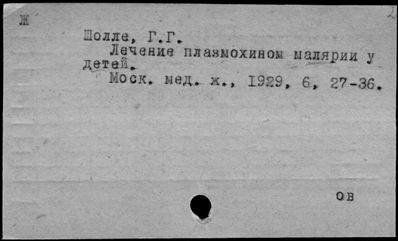 Ж
Шолле, Г.Г.
Лечение плазмохином малярии у
детей.
Моск. мед. ж., 1929, 6, 27-36.
ов